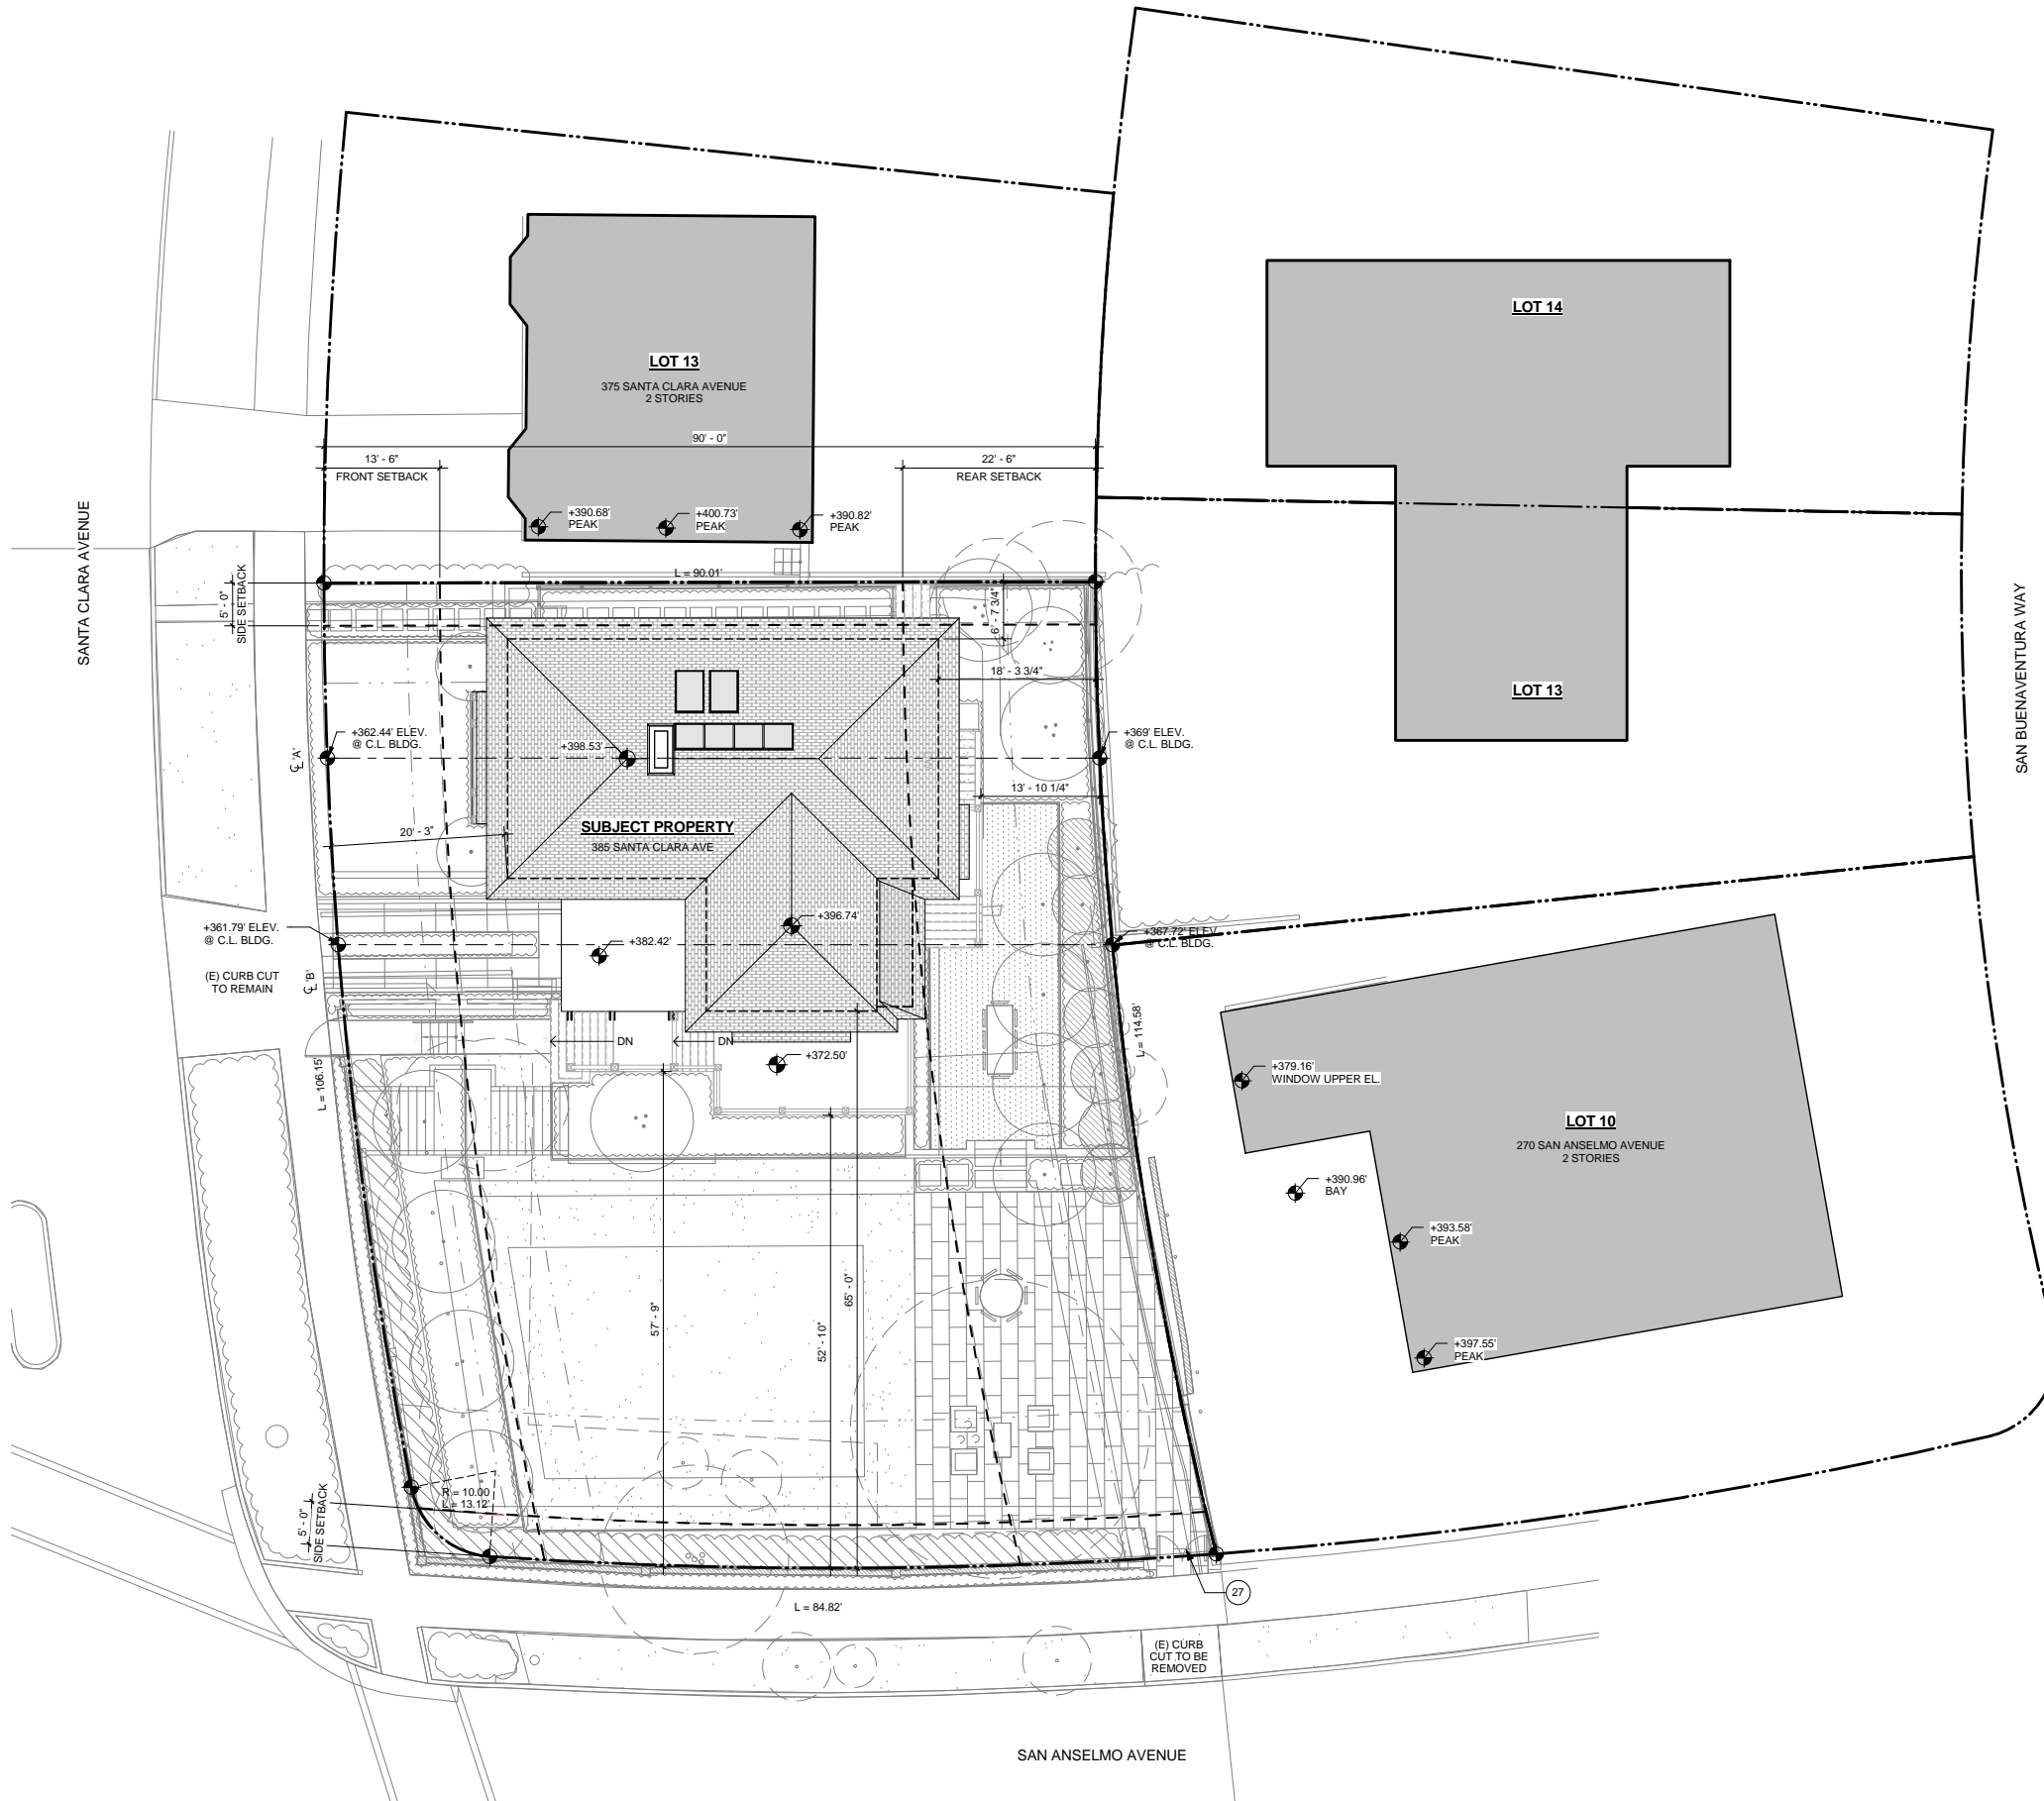 LOT 14
LOT 13
375 SANTA CLARA AVENUE
2 STORIES
90' - 0"
13' - 6"
FRONT SETBACK
22' - 6"
REAR SETBACK
+390.68'
PEAK
+400.73'
PEAK
+390.82'
PEAK
SANTA CLARA AVENUE
5' - 0"
SIDE SETBACK
L = 90.01'
6' - 7 3/4"
18' - 3 3/4"
LOT 13
SAN BUENAVENTURA WAY
+362.44' ELEV.
@ C.L. BLDG.
CL 'A'
+398.53'
+369' ELEV.
@ C.L. BLDG.
13' - 10 1/4"
20' - 3"
SUBJECT PROPERTY
385 SANTA CLARA AVE
+361.79' ELEV.
@ C.L. BLDG.
+396.74'
+382.42'
+367.72' ELEV.
@ C.L. BLDG.
(E) CURB CUT
TO REMAIN
CL 'B'
DN
DN
+372.50'
L = 106.15'
L = 114.58'
+379.16'
WINDOW UPPER EL.
LOT 10
270 SAN ANSELMO AVENUE
2 STORIES
+390.96'
BAY
+393.58'
PEAK
57' - 9"
52' - 10"
65' - 0"
+397.55'
PEAK
R = 10.00
L = 13.12'
5' - 0"
SIDE SETBACK
27
L = 84.82'
(E) CURB
CUT TO BE
REMOVED
SAN ANSELMO AVENUE